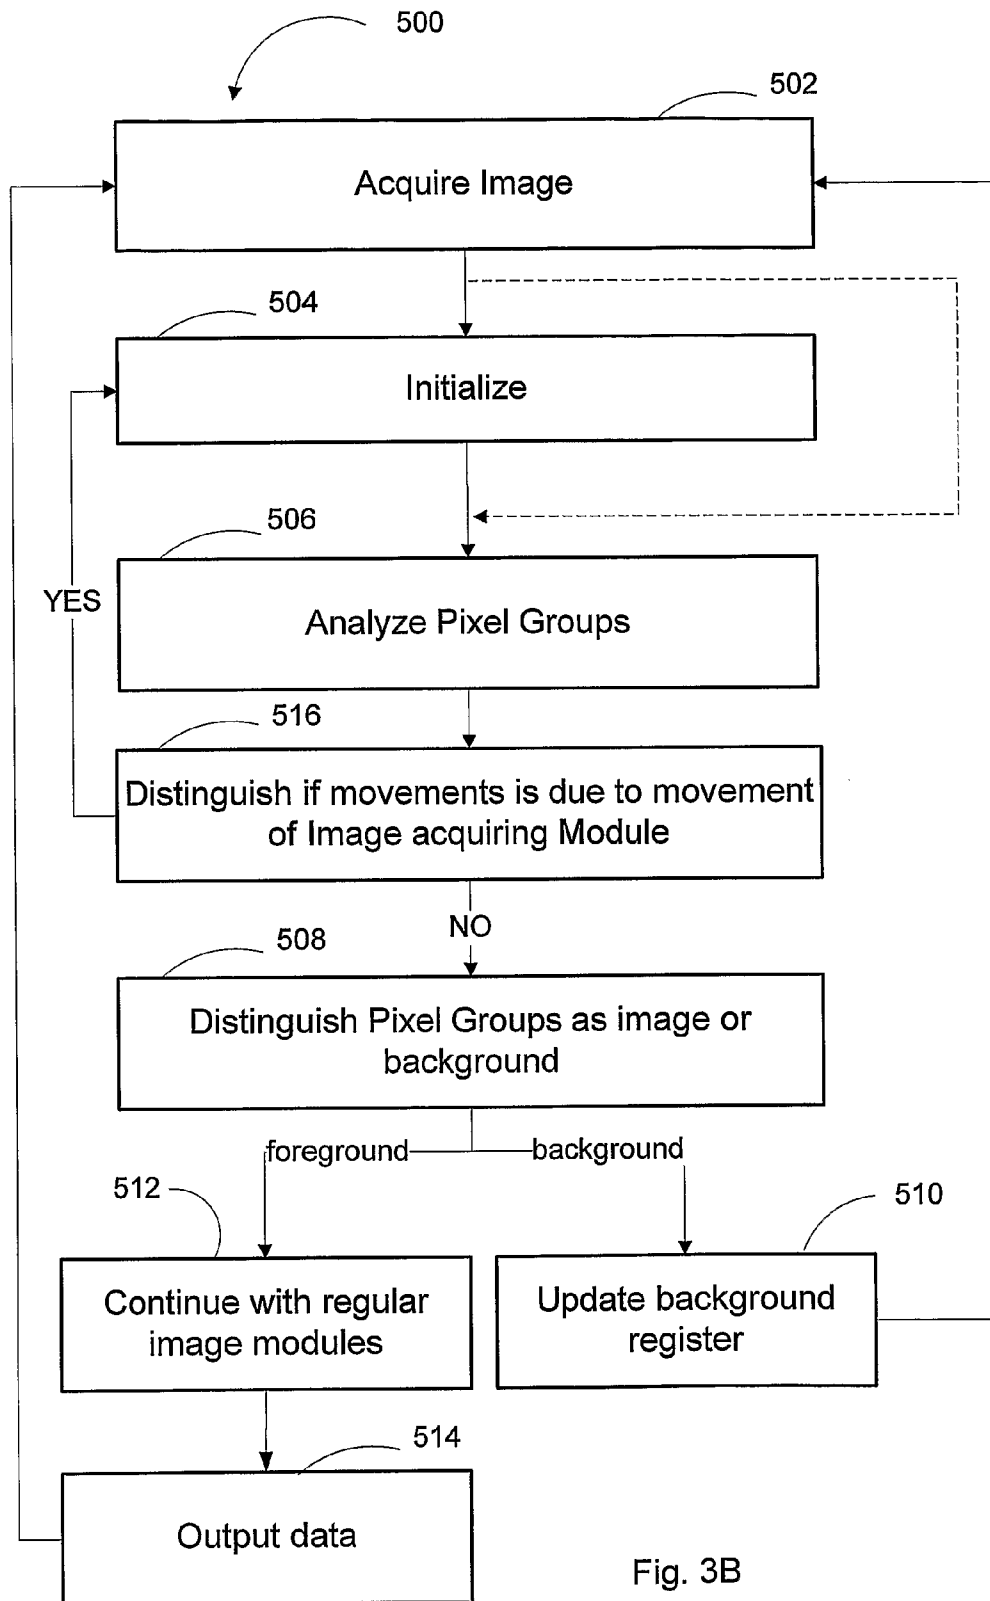 500
502
Acquire Image
504
Initialize
506
YES
Analyze Pixel Groups
516
Distinguish if movements is due to movement
of Image acquiring Module
NO
508
Distinguish Pixel Groups as image or
background
foreground
background
512
510
Continue with regular
image modules
Update background
register
514
Output data
Fig. 3B